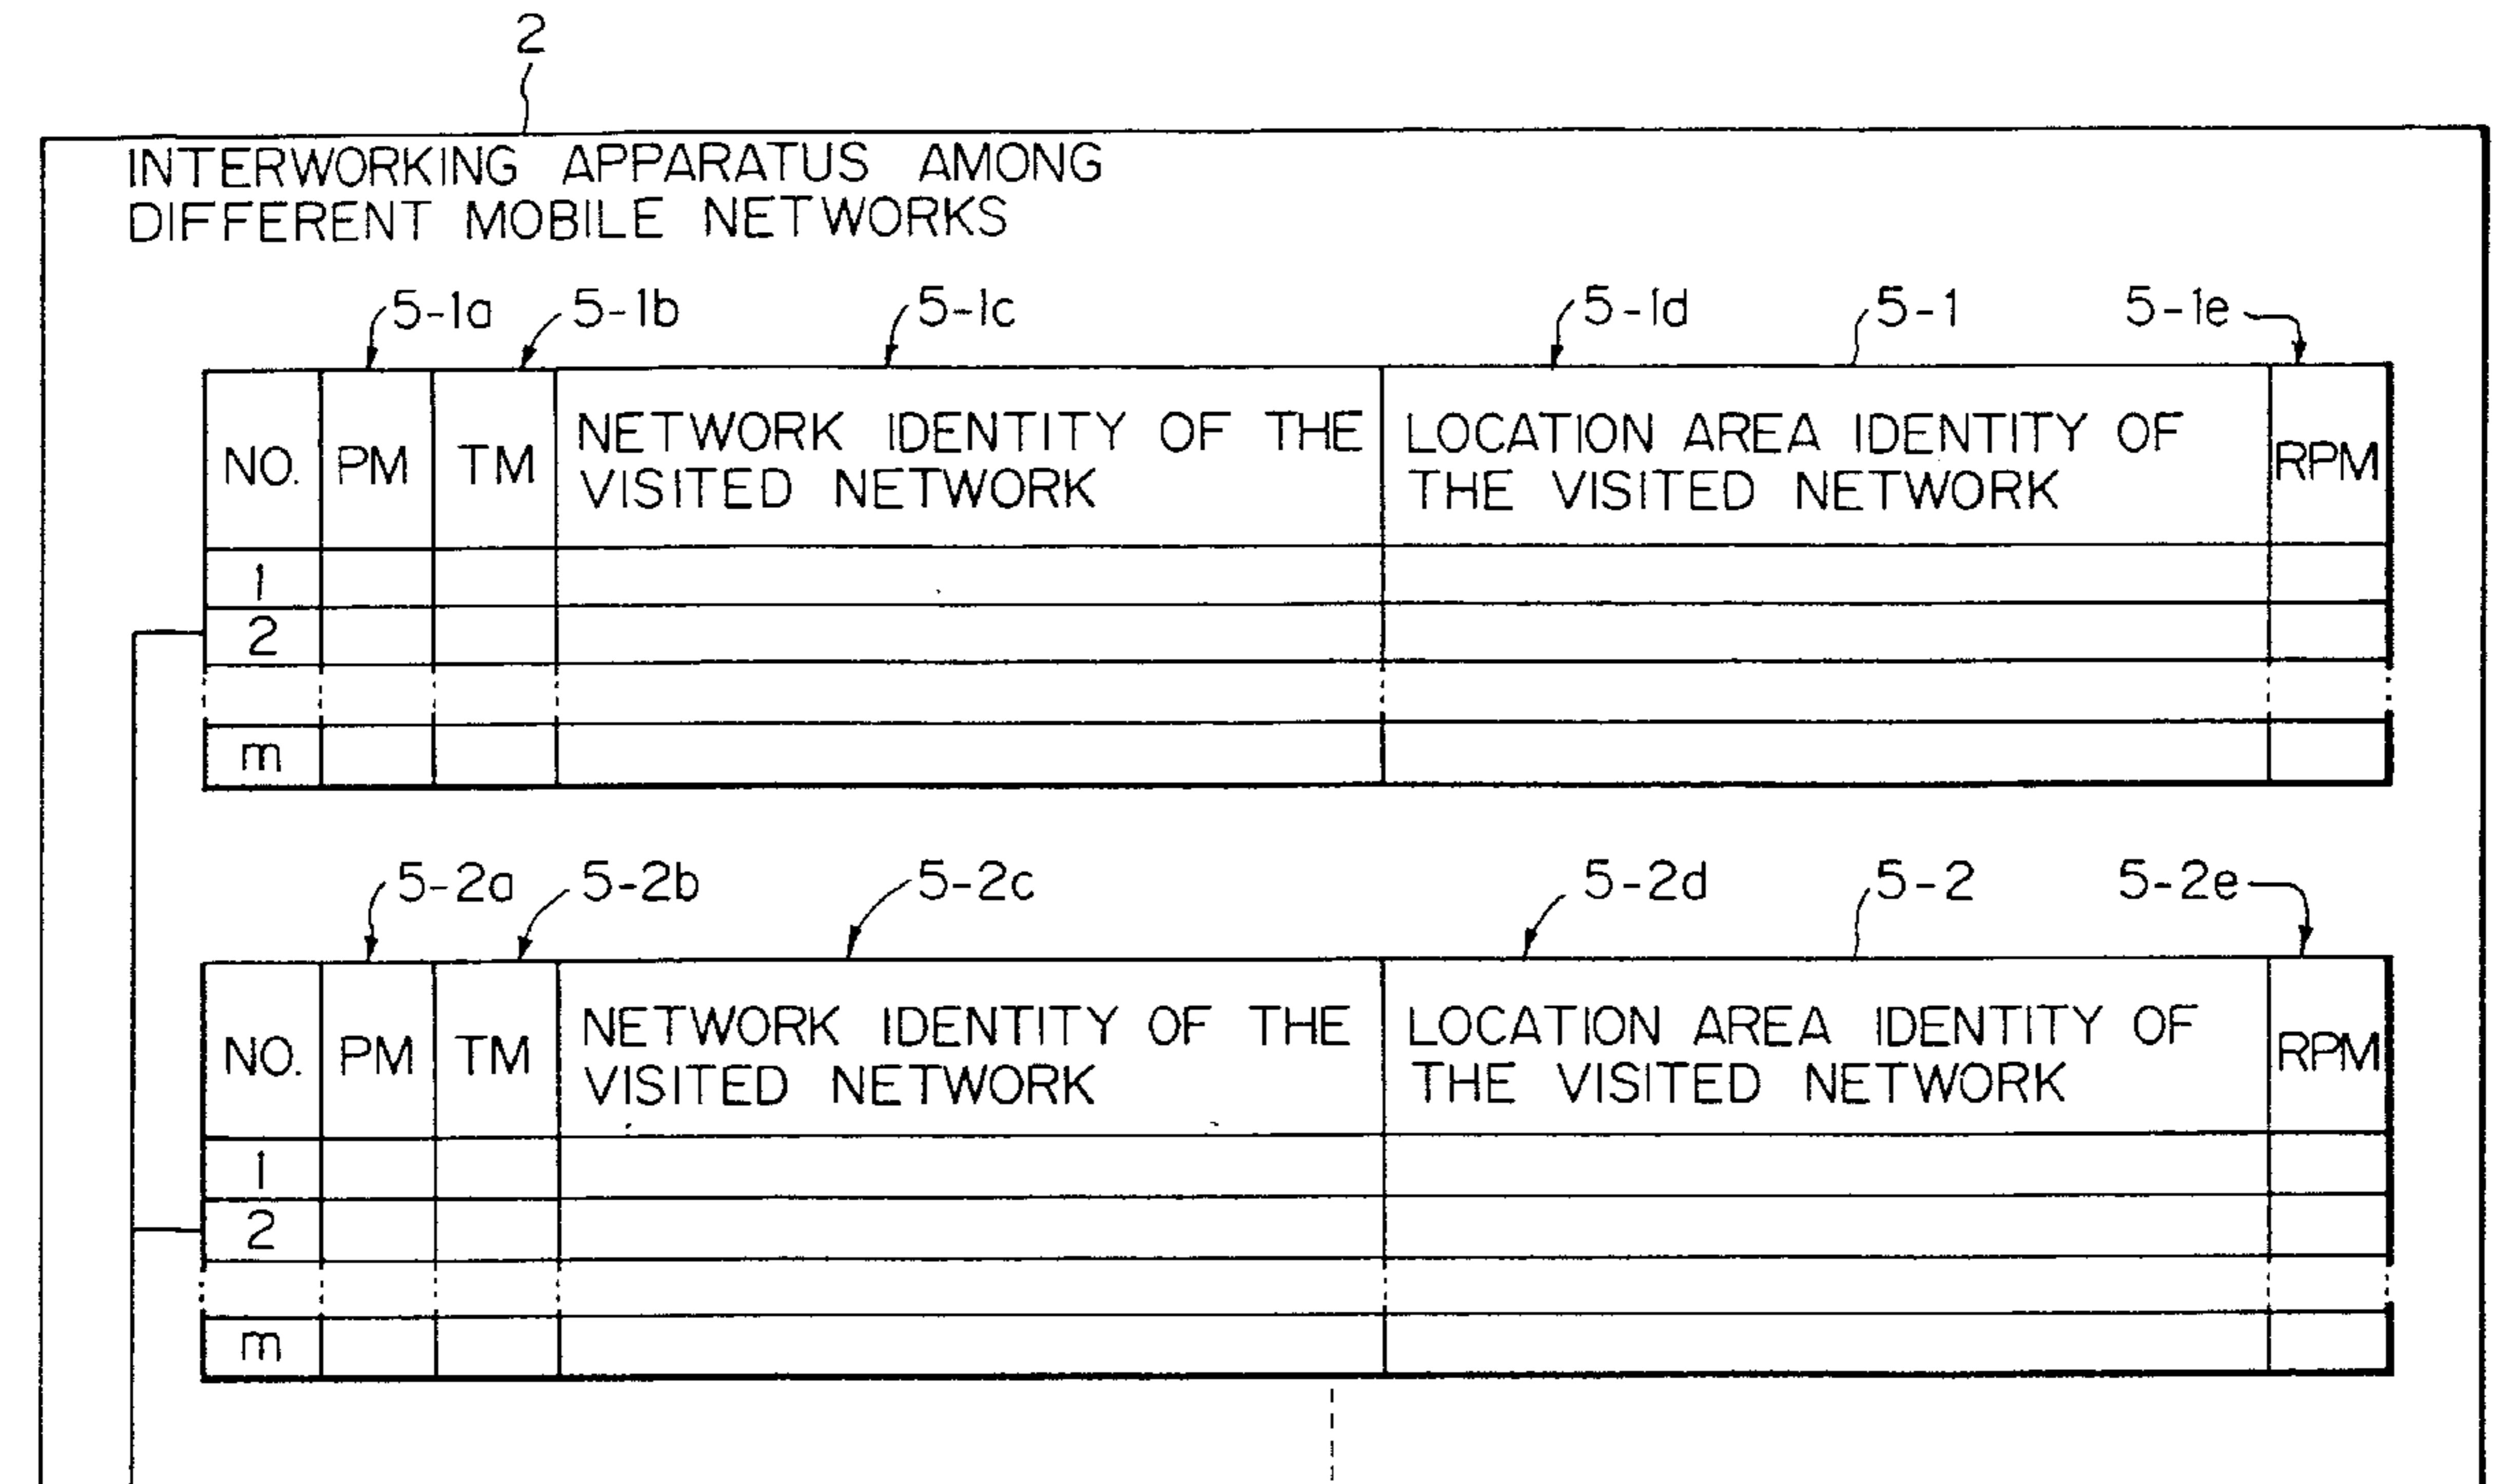 2
INTERWORKING APPARATUS AMONG
DIFFERENT MOBILE NETWORKS
5-1a 5-1b 5-1c 5-1d 5-1 5-1e
NO. PM TM NETWORK IDENTITY OF THE VISITED NETWORK LOCATION AREA IDENTITY OF THE VISITED NETWORK RPM
1
2
m
5-2a 5-2b 5-2c 5-2d 5-2 5-2e
NO. PM TM NETWORK IDENTITY OF THE VISITED NETWORK LOCATION AREA IDENTITY OF THE VISITED NETWORK RPM
1
2
m